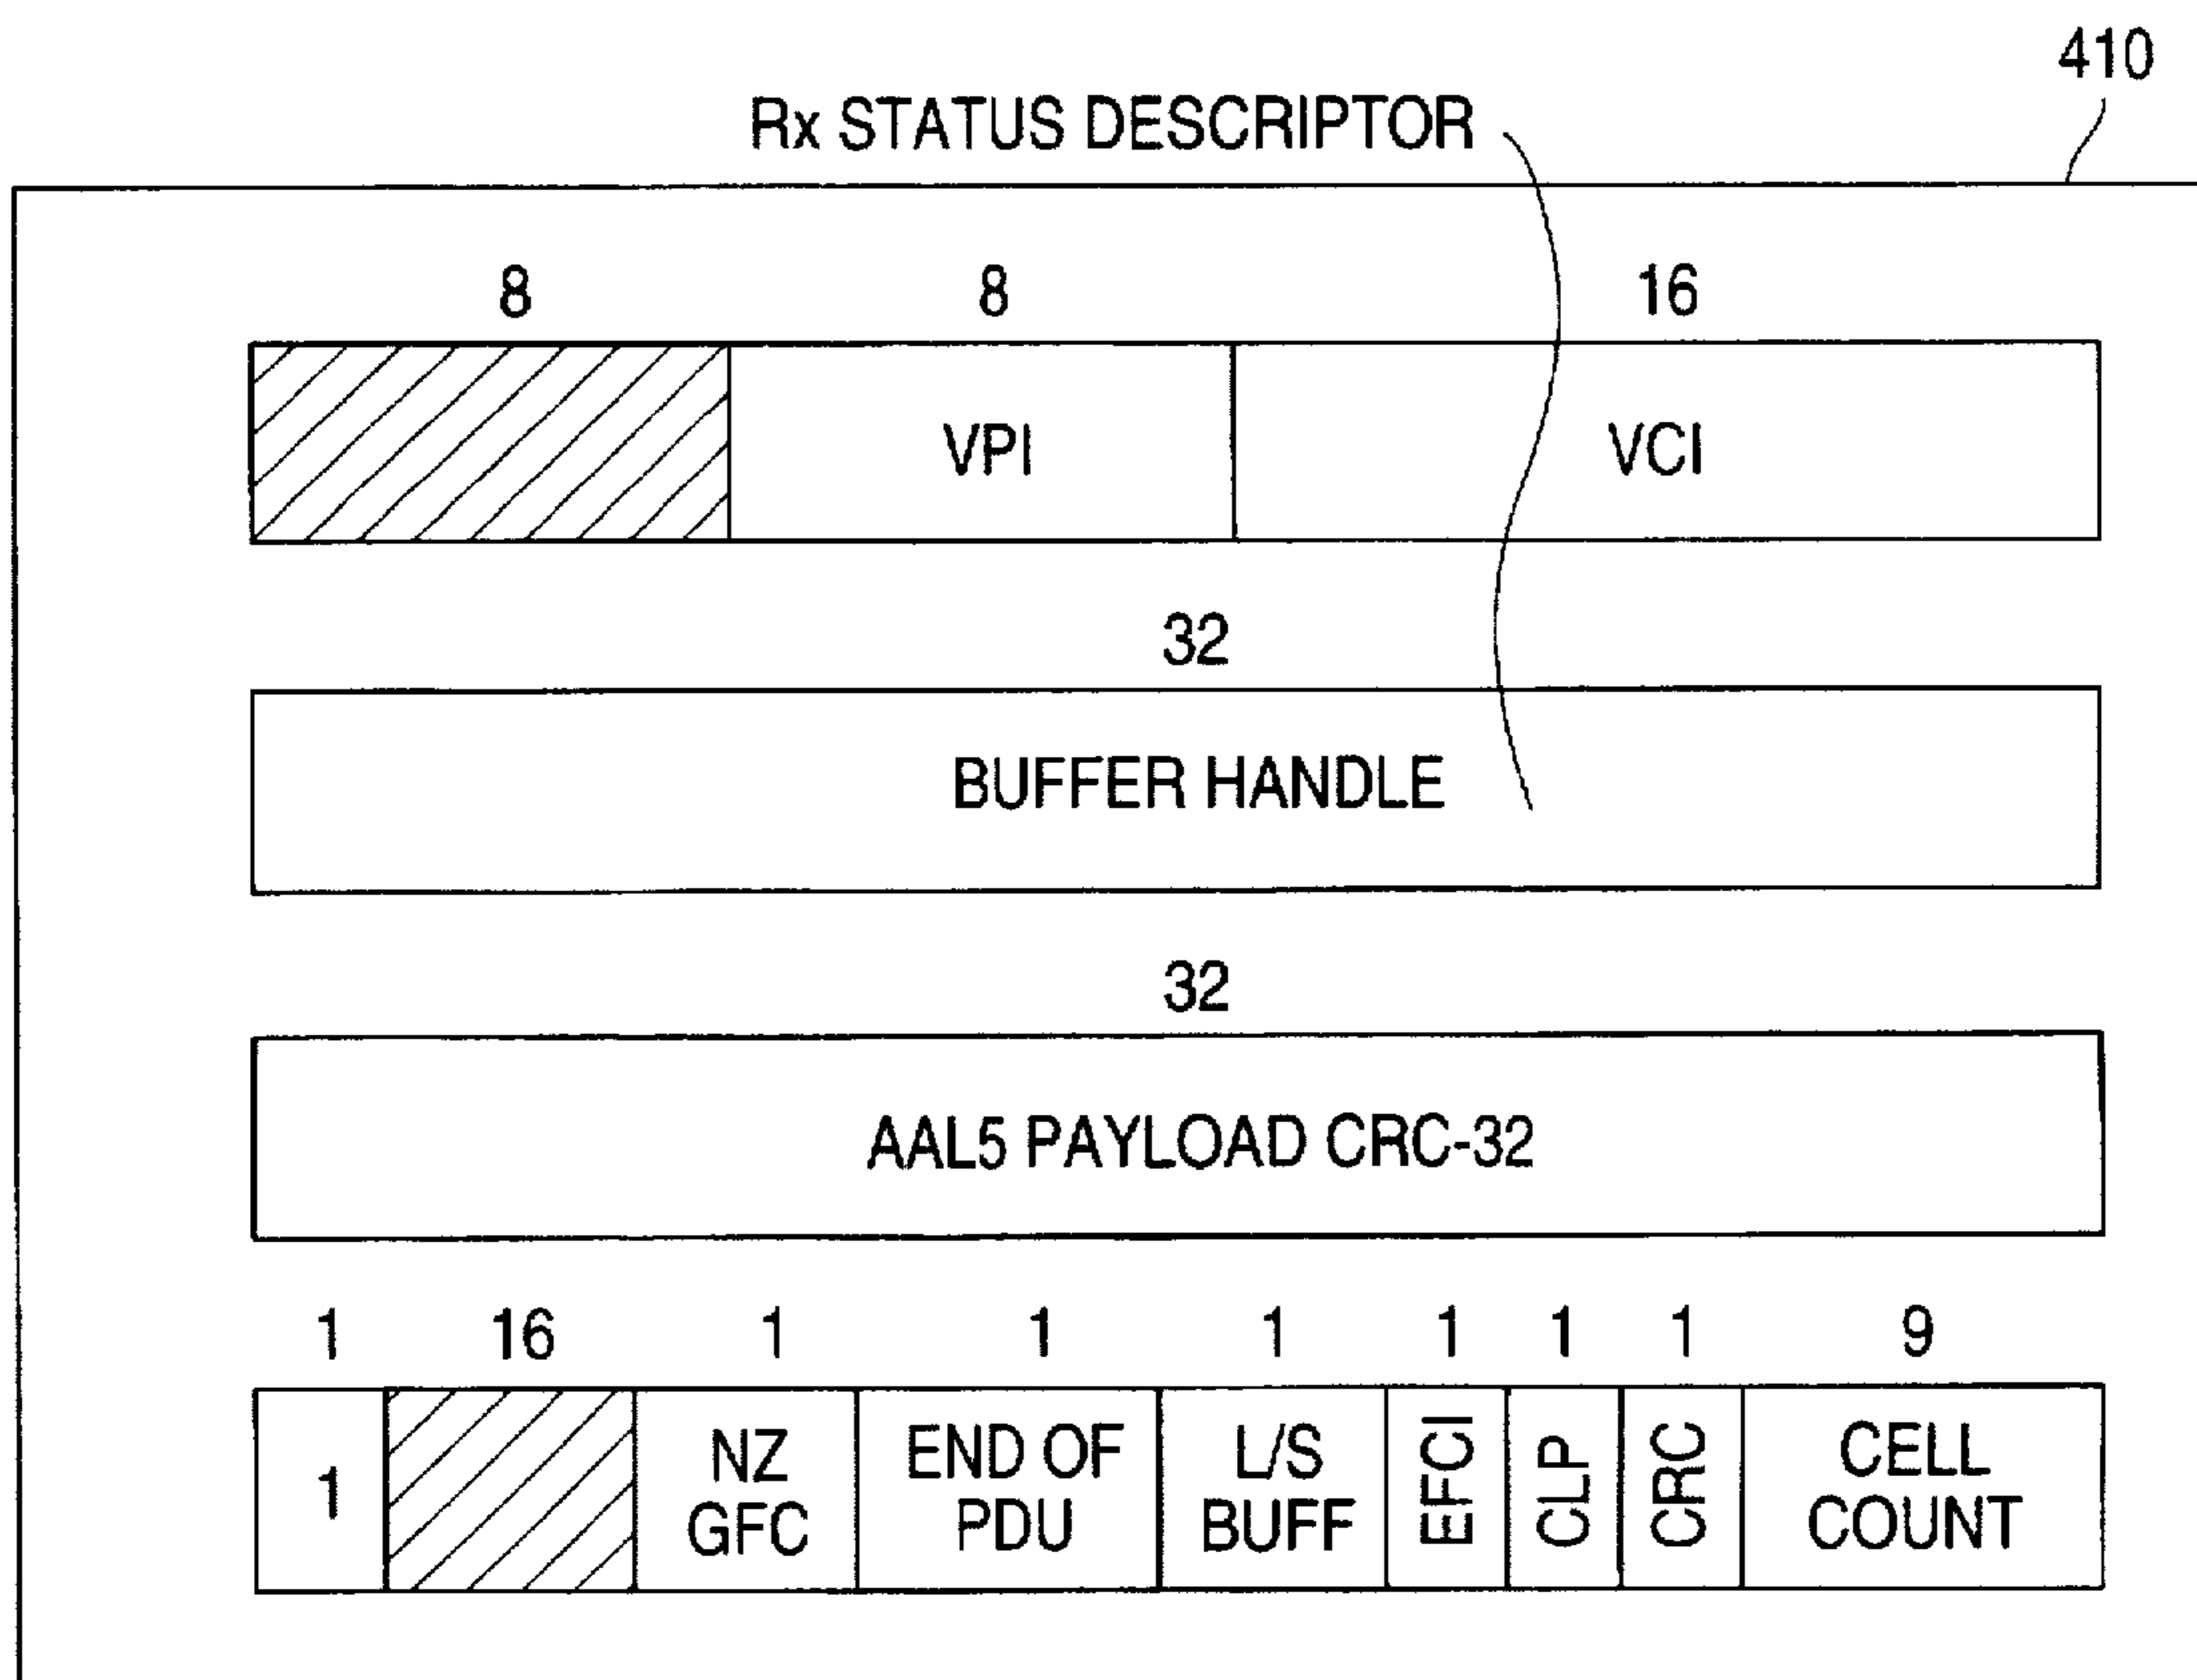 410
Rx STATUS DESCRIPTOR
8 8 16
VPI VCI
32
BUFFER HANDLE
32
AAL5 PAYLOAD CRC-32
1 16 1 1 1 1 1 1 9
1 NZ GFC END OF PDU L/S BUFF EFCI CLP CRC CELL COUNT